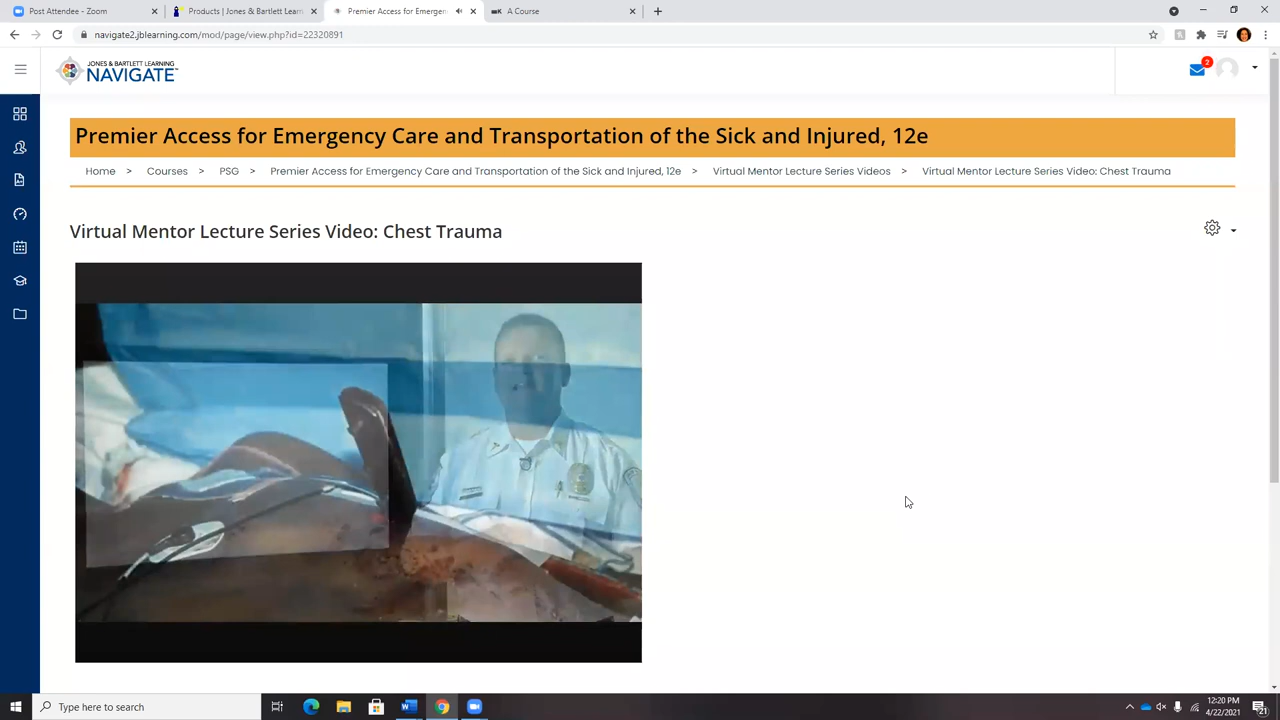 Post Attendee - Zoom
Products | Jones & Bartlett Learn
Premier Access for Emergen
A Course
navigate2.jblearning.com/mod/page/view.php?id=22320891
JONES & BARTLETT LEARNING
NAVIGATE
2
Premier Access for Emergency Care and Transportation of the Sick and Injured, 12e
Home > Courses > PSG > Premier Access for Emergency Care and Transportation of the Sick and Injured, 12e > Virtual Mentor Lecture Series Videos > Virtual Mentor Lecture Series Video: Chest Trauma
Virtual Mentor Lecture Series Video: Chest Trauma
Type here to search
12:20 PM
4/22/2021
21